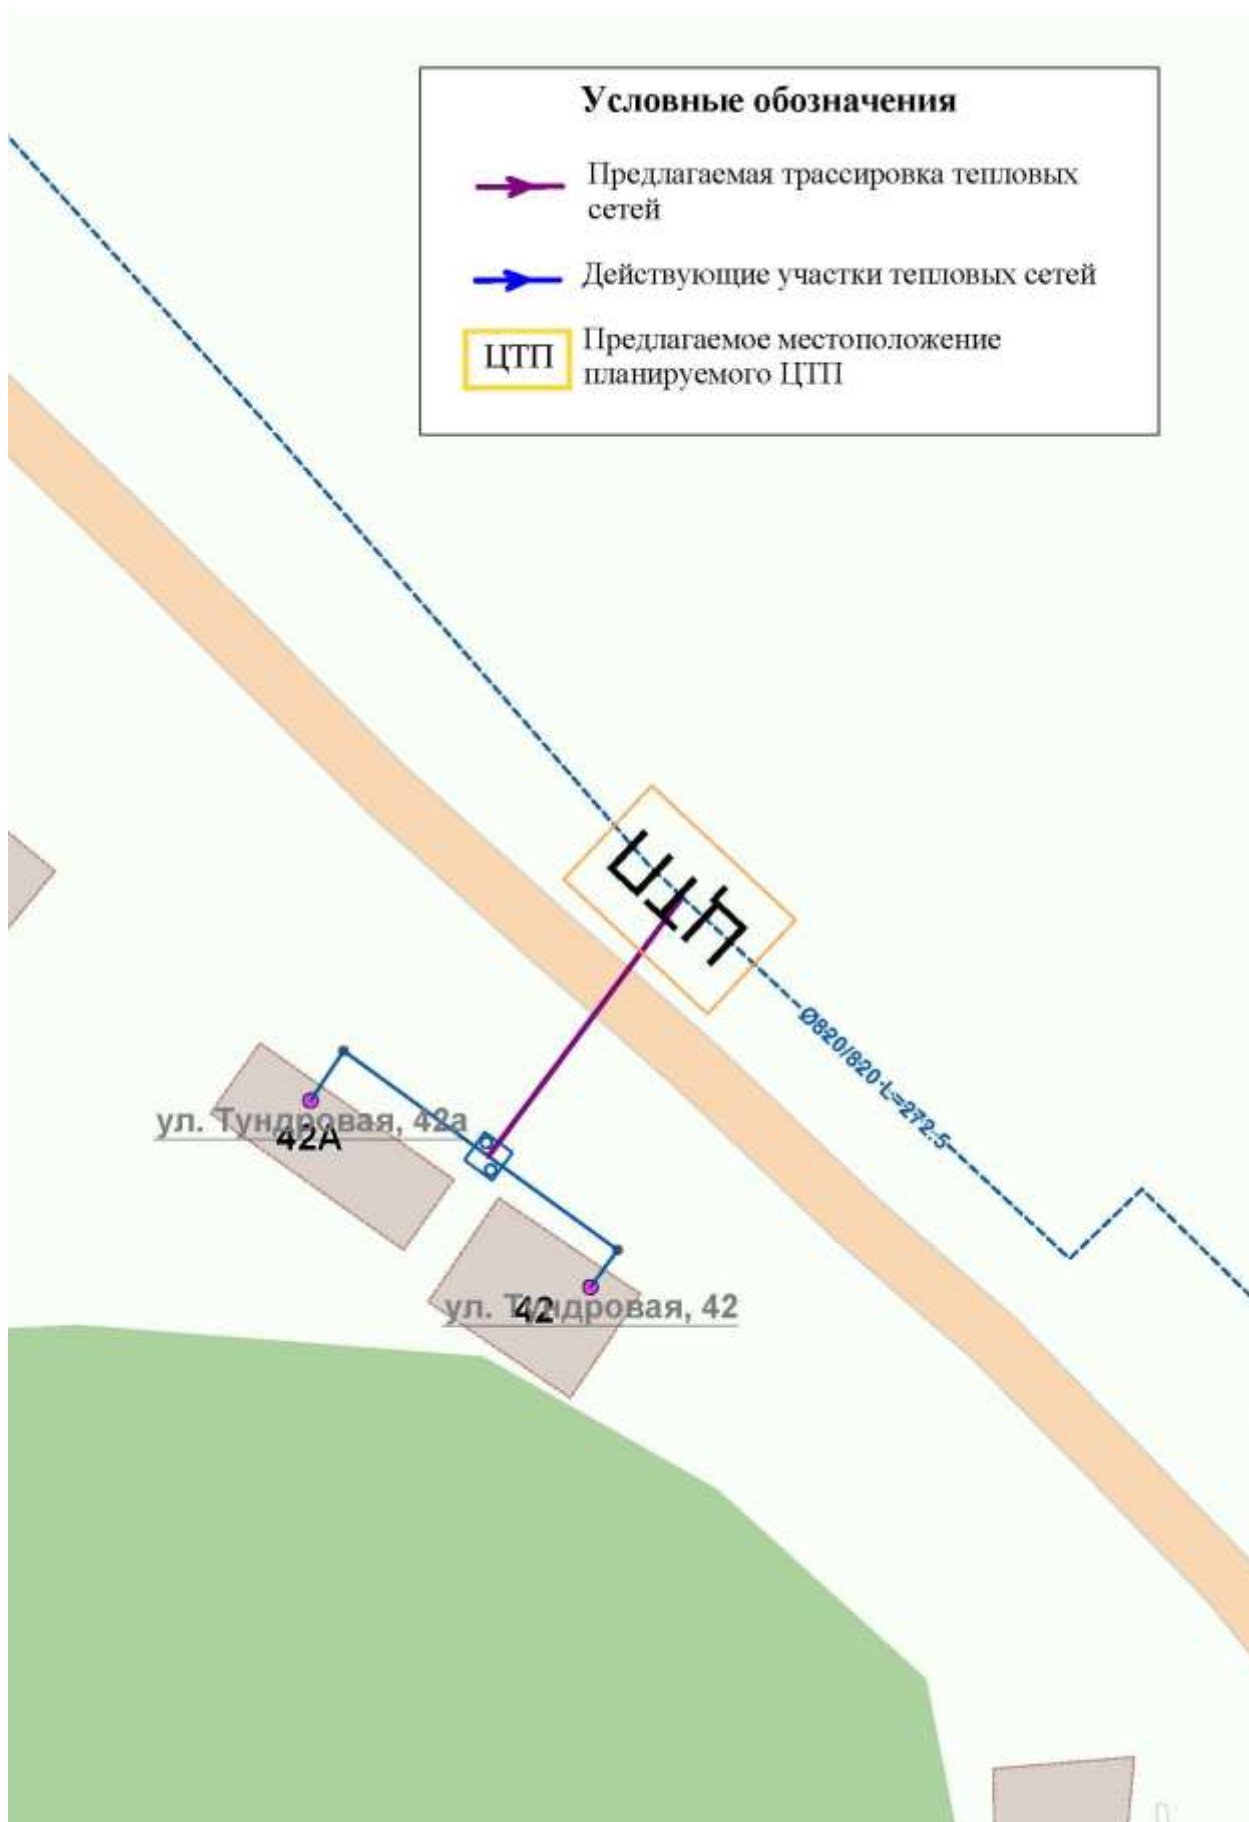 Условные обозначения
Предлагаемая трассировка тепловых
сетей
Действующие участки тепловых сетей
ЦТП
Предлагаемое местоположение
планируемого ЦТП
ЦТП
Ø820/820 L=272.5
ул. Тундровая, 42а
42А
ул. Тундровая, 42
42